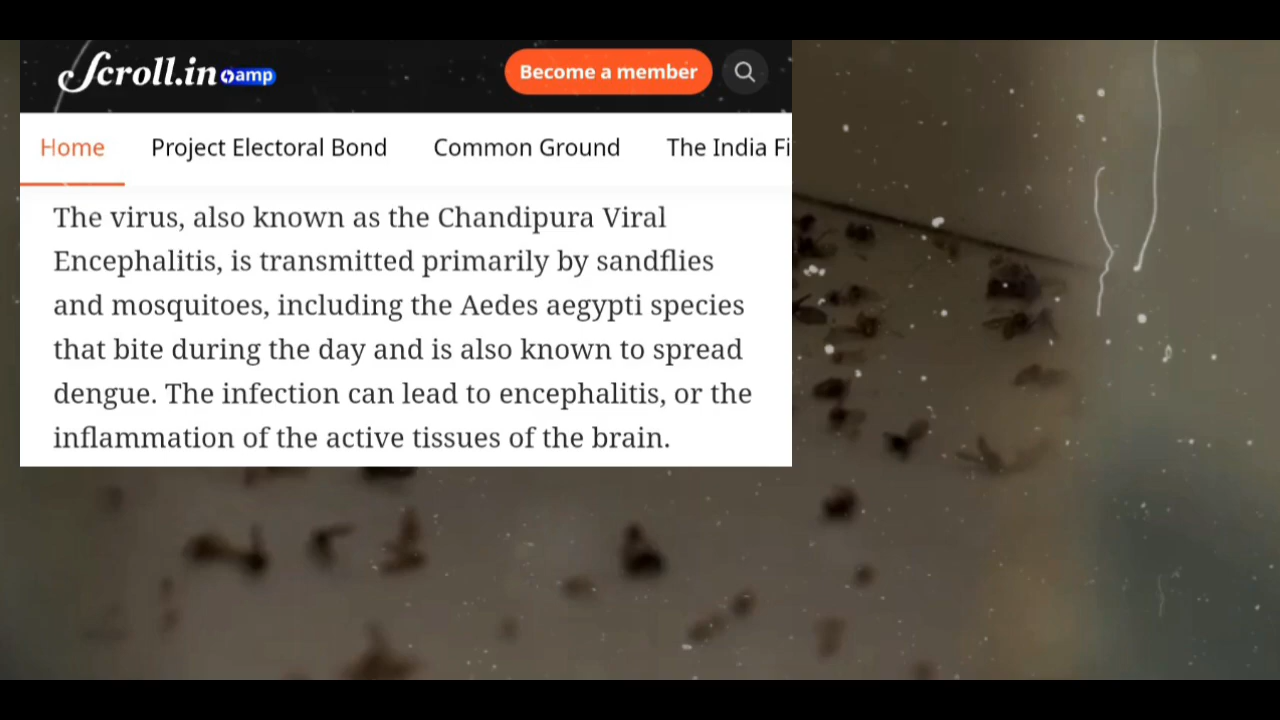 Scroll.in amp
Become a member
Home Project Electoral Bond Common Ground The India Fi
The virus, also known as the Chandipura Viral
Encephalitis, is transmitted primarily by sandflies
and mosquitoes, including the Aedes aegypti species
that bite during the day and is also known to spread
dengue. The infection can lead to encephalitis, or the
inflammation of the active tissues of the brain.